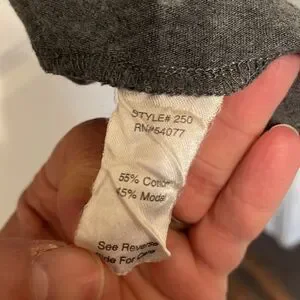 STYLE# 250
RN#54077
55% Cotton
45% Modal
See Reverse
Side For Care